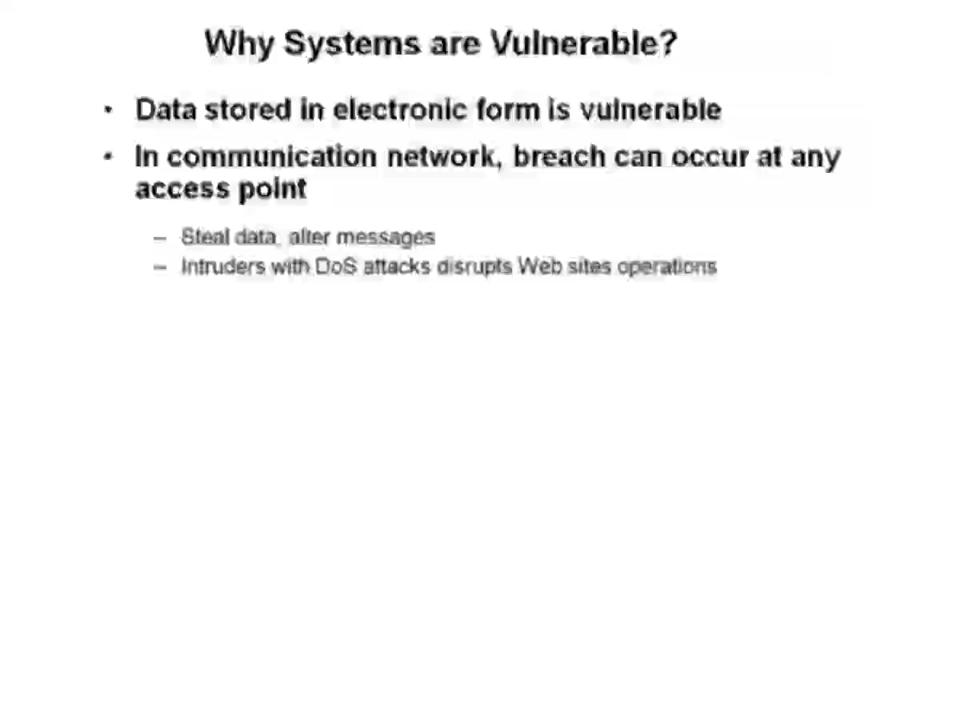 Why Systems are Vulnerable?
• Data stored in electronic form is vulnerable
• In communication network, breach can occur at any
access point
– Steal data, alter messages
– Intruders with DoS attacks disrupts Web sites operations